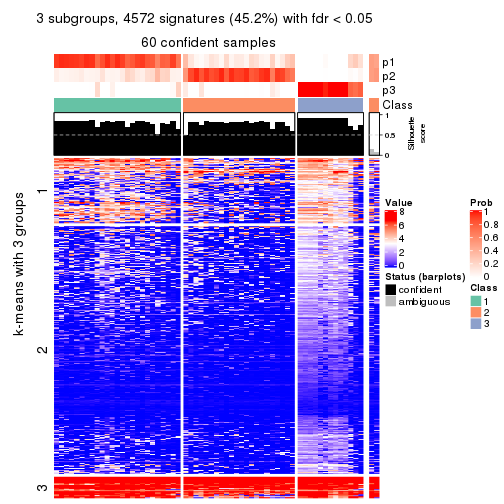 3 subgroups, 4572 signatures (45.2%) with fdr < 0.05
60 confident samples
p1
p2
p3
Class
1
0.5
0
Silhouette
score
k-means with 3 groups
1
2
3
Value
8
6
4
2
0
Status (barplots)
confident
ambiguous
Prob
1
0.8
0.6
0.4
0.2
0
Class
1
2
3